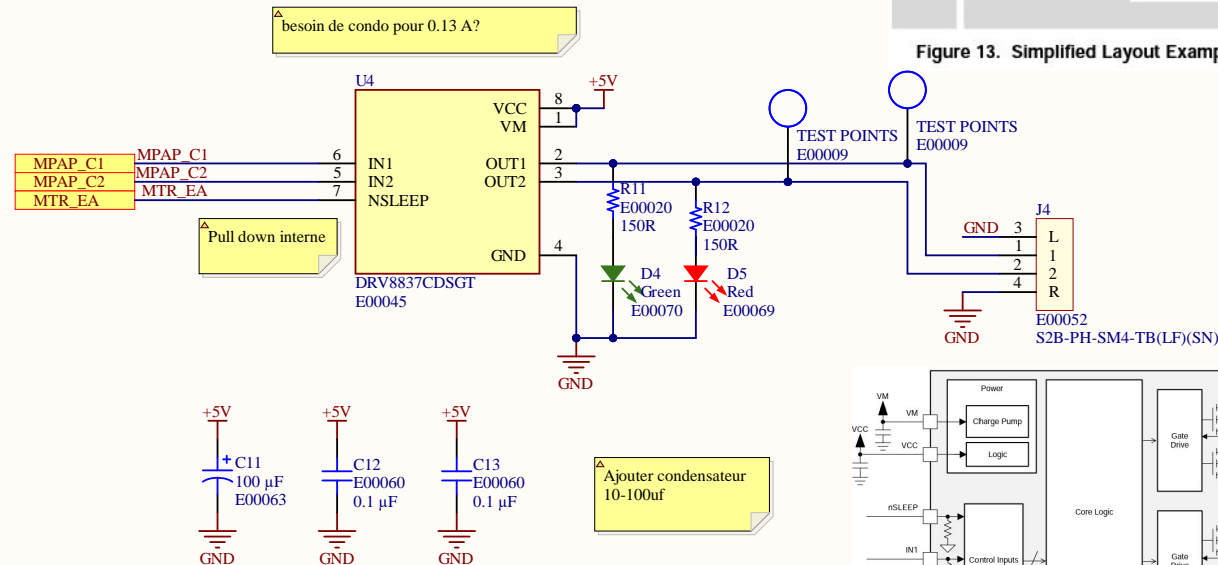 besoin de condo pour 0.13 A?
Figure 13. Simplified Layout Examp
U4
+5V
VCC 8
VM 1
MPAP_C1 MPAP_C1 6 IN1
MPAP_C2 MPAP_C2 5 IN2
MTR_EA MTR_EA 7 NSLEEP
OUT1 2
OUT2 3
GND 4
DRV8837CDSGT
E00045
Pull down interne
TEST POINTS
E00009
TEST POINTS
E00009
R11
E00020
150R
R12
E00020
150R
D4
Green
E00070
D5
Red
E00069
GND
J4
GND 3 L
1 1
2 2
4 R
GND
E00052
S2B-PH-SM4-TB(LF)(SN)
+5V
C11
+
100 µF
E00063
GND
+5V
C12
E00060
0.1 µF
GND
+5V
C13
E00060
0.1 µF
GND
Ajouter condensateur
10-100uf
Power
VM
VM
Charge Pump
VCC
VCC
Logic
Gate
Drive
Core Logic
nSLEEP
IN1
Control Inputs
Gate
Drive